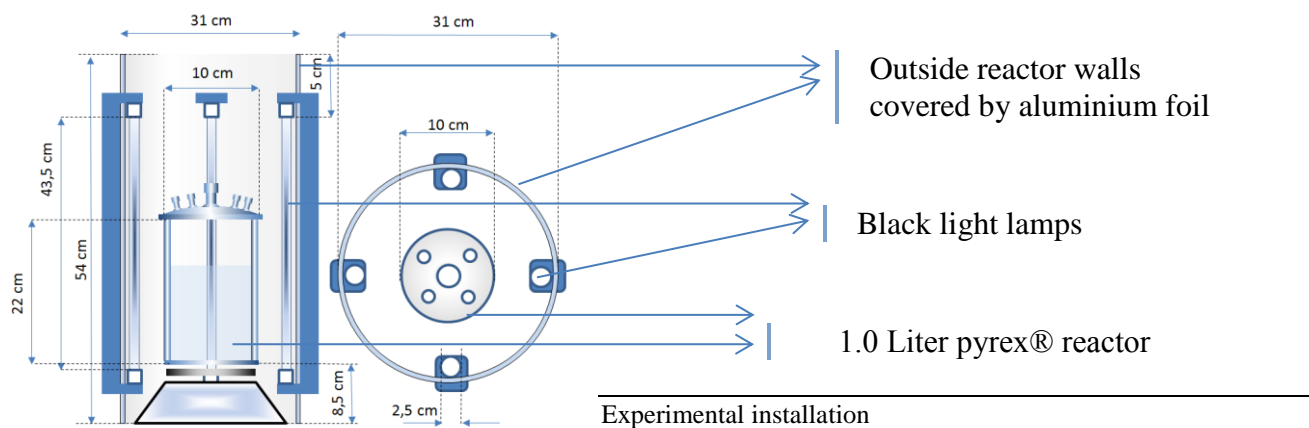 31 cm
31 cm
10 cm
5 cm
Outside reactor walls
covered by aluminium foil
10 cm
43,5 cm
54 cm
22 cm
Black light lamps
1.0 Liter pyrex® reactor
8,5 cm
2,5 cm
Experimental installation